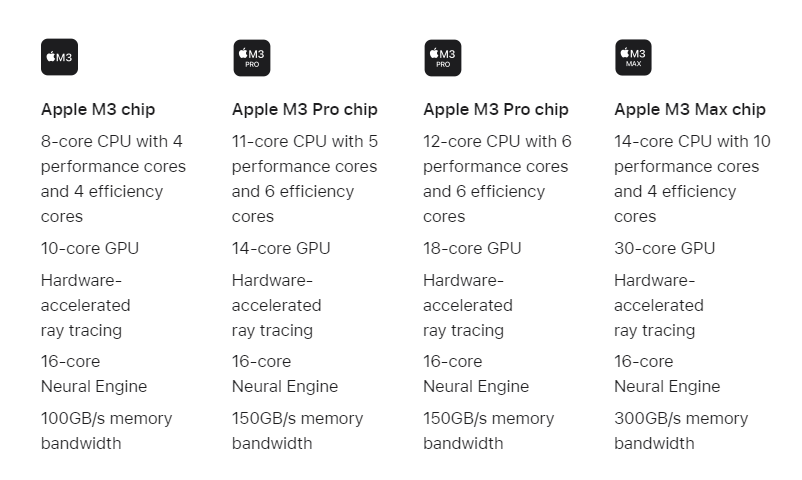 M3
M3
PRO
M3
PRO
M3
MAX
Apple M3 chip
8-core CPU with 4
performance cores
and 4 efficiency
cores
10-core GPU
Hardware-
accelerated
ray tracing
16-core
Neural Engine
100GB/s memory
bandwidth
Apple M3 Pro chip
11-core CPU with 5
performance cores
and 6 efficiency
cores
14-core GPU
Hardware-
accelerated
ray tracing
16-core
Neural Engine
150GB/s memory
bandwidth
Apple M3 Pro chip
12-core CPU with 6
performance cores
and 6 efficiency
cores
18-core GPU
Hardware-
accelerated
ray tracing
16-core
Neural Engine
150GB/s memory
bandwidth
Apple M3 Max chip
14-core CPU with 10
performance cores
and 4 efficiency
cores
30-core GPU
Hardware-
accelerated
ray tracing
16-core
Neural Engine
300GB/s memory
bandwidth